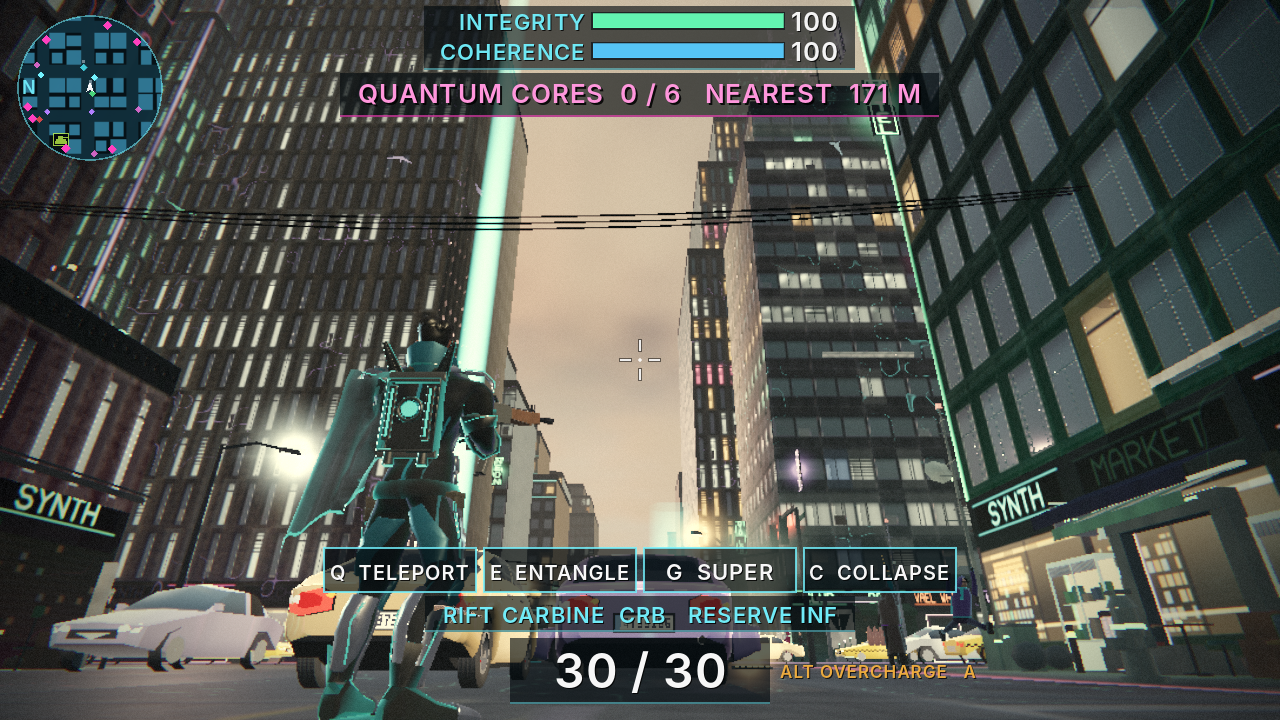 INTEGRITY 100
COHERENCE 100
QUANTUM CORES 0 / 6 NEAREST 171 M
N
E
MARKET
SYNTH
SYNTH
Q TELEPORT
E ENTANGLE
G SUPER
C COLLAPSE
RIFT CARBINE CRB RESERVE INF
30 / 30
ALT OVERCHARGE A